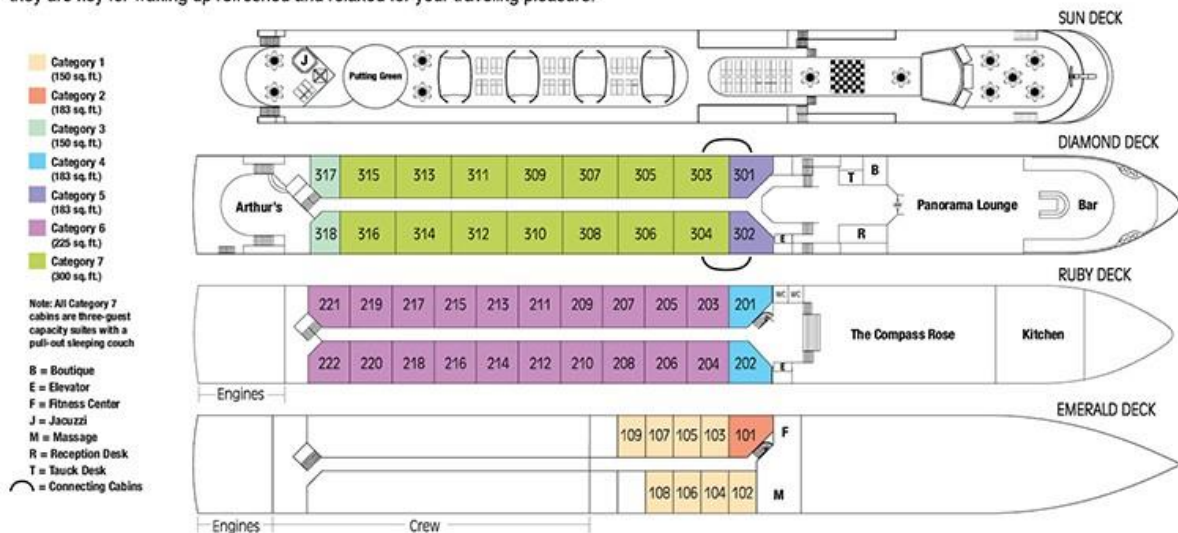 they are key for waking up refreshed and relaxed for your traveling pleasure.
SUN DECK
J
Putting Green
Category 1
(150 sq. ft.)
Category 2
(183 sq. ft.)
Category 3
(150 sq. ft.)
Category 4
(183 sq. ft.)
Category 5
(183 sq. ft.)
Category 6
(225 sq. ft.)
Category 7
(300 sq. ft.)
Note: All Category 7
cabins are three-guest
capacity suites with a
pull-out sleeping couch
B = Boutique
E = Elevator
F = Fitness Center
J = Jacuzzi
M = Massage
R = Reception Desk
T = Tauck Desk
= Connecting Cabins
DIAMOND DECK
317 315 313 311 309 307 305 303 301
T B
Arthur's
Panorama Lounge
Bar
318 316 314 312 310 308 306 304 302
E R
RUBY DECK
221 219 217 215 213 211 209 207 205 203 201
WC WC
The Compass Rose
Kitchen
222 220 218 216 214 212 210 208 206 204 202
E
Engines
EMERALD DECK
109 107 105 103 101 F
108 106 104 102 M
Engines
Crew